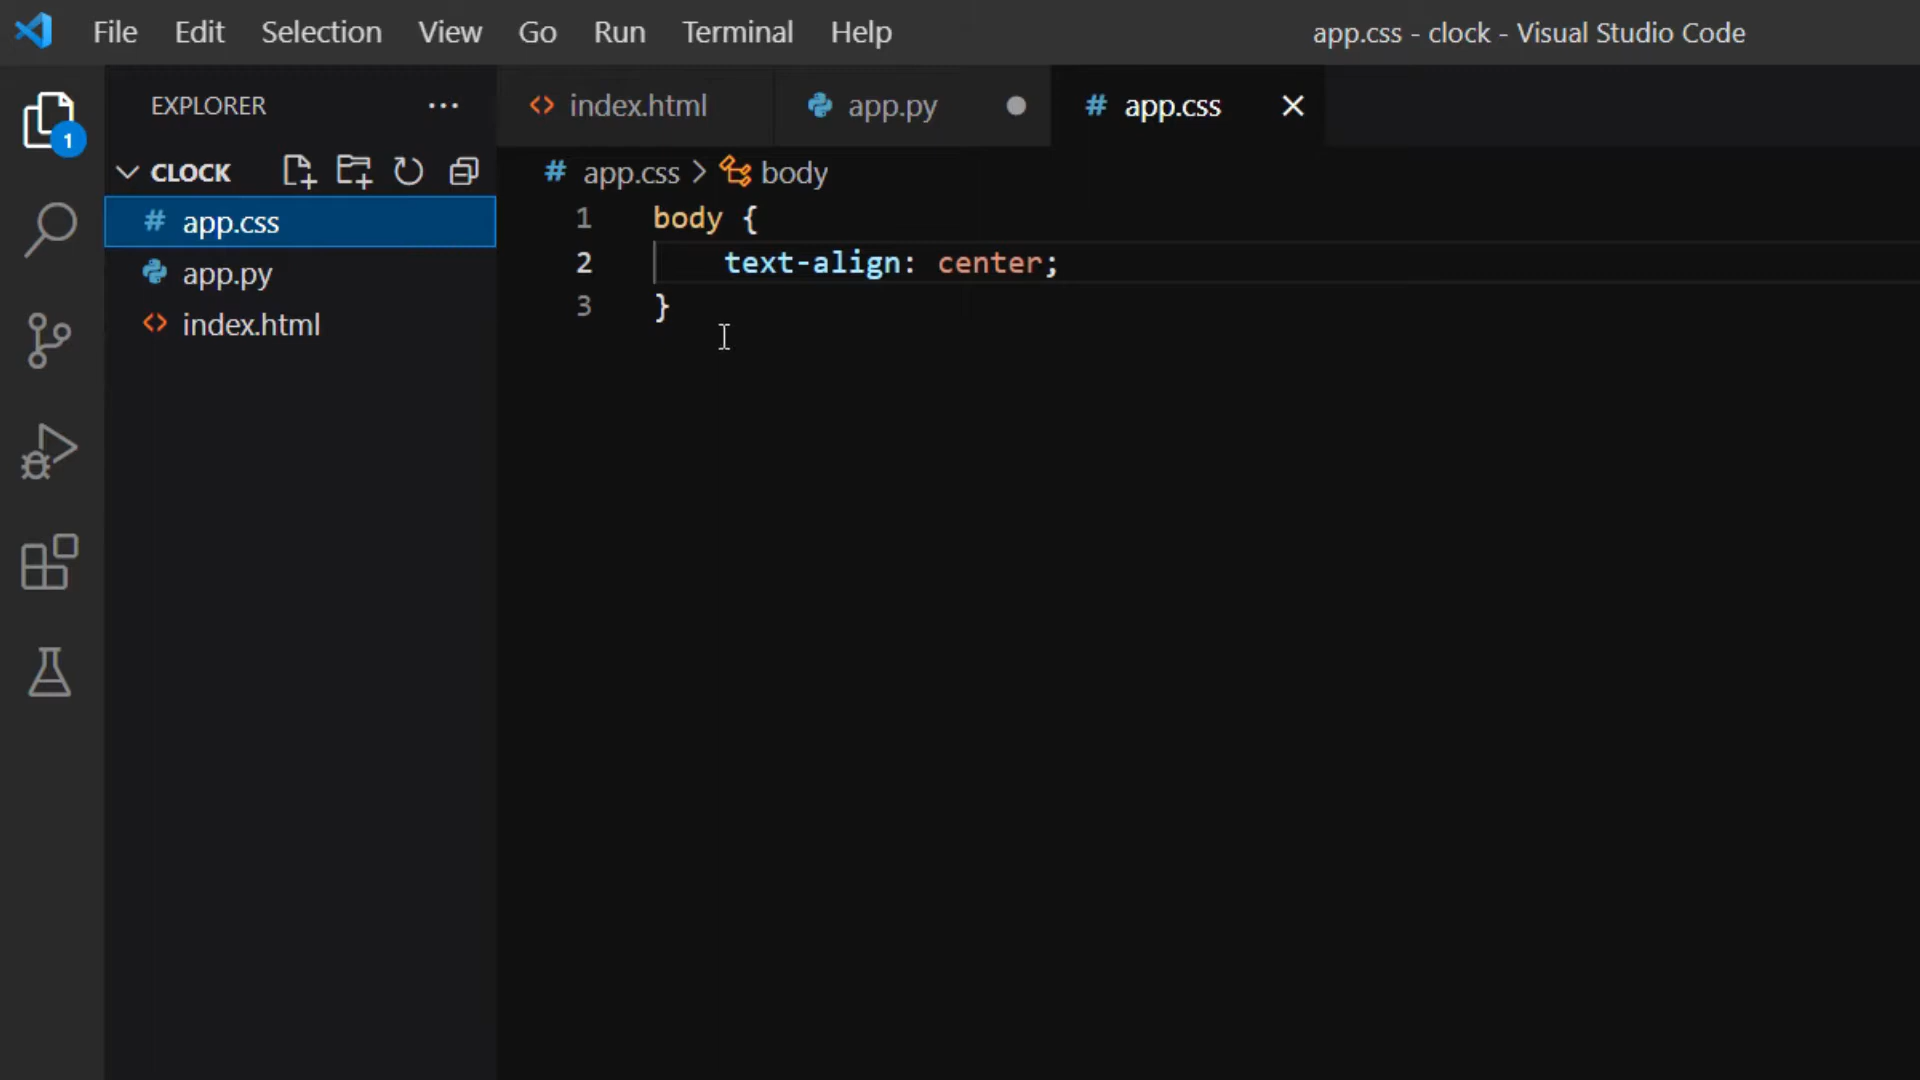 File Edit Selection View Go Run Terminal Help
app.css - clock - Visual Studio Code
1
EXPLORER
CLOCK
app.css
app.py
index.html
index.html
app.py
app.css
app.css > body
1 body {
2 text-align: center;
3 }